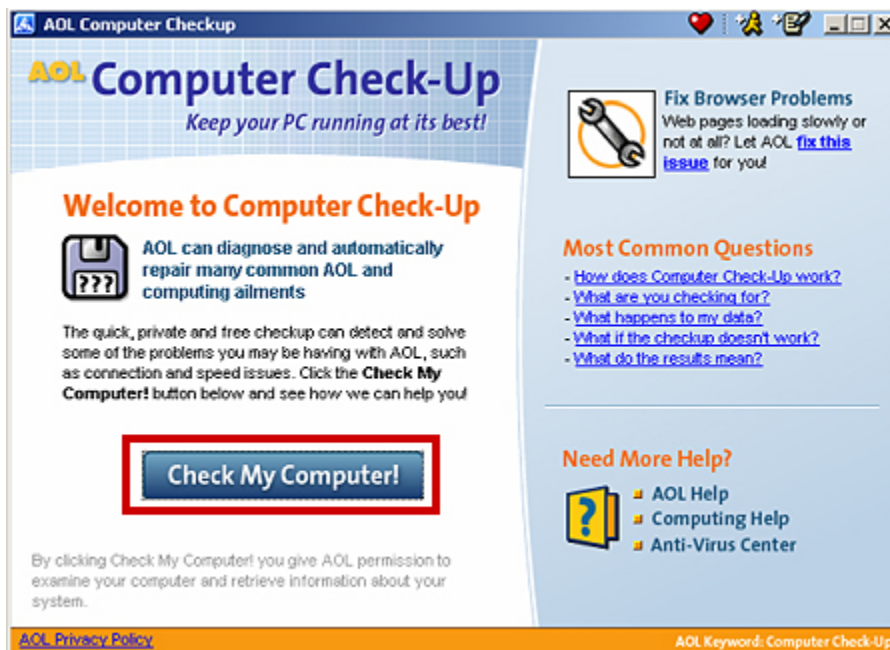 AOL Computer Checkup
AOL Computer Check-Up
Keep your PC running at its best!
Welcome to Computer Check-Up
???
AOL can diagnose and automatically
repair many common AOL and
computing ailments
The quick, private and free checkup can detect and solve
some of the problems you may be having with AOL, such
as connection and speed issues. Click the Check My
Computer! button below and see how we can help you!
Check My Computer!
By clicking Check My Computer! you give AOL permission to
examine your computer and retrieve information about your
system.
Fix Browser Problems
Web pages loading slowly or
not at all? Let AOL fix this
issue for you!
Most Common Questions
- How does Computer Check-Up work?
- What are you checking for?
- What happens to my data?
- What if the checkup doesn't work?
- What do the results mean?
Need More Help?
?
AOL Help
Computing Help
Anti-Virus Center
AOL Privacy Policy
AOL Keyword: Computer Check-Up